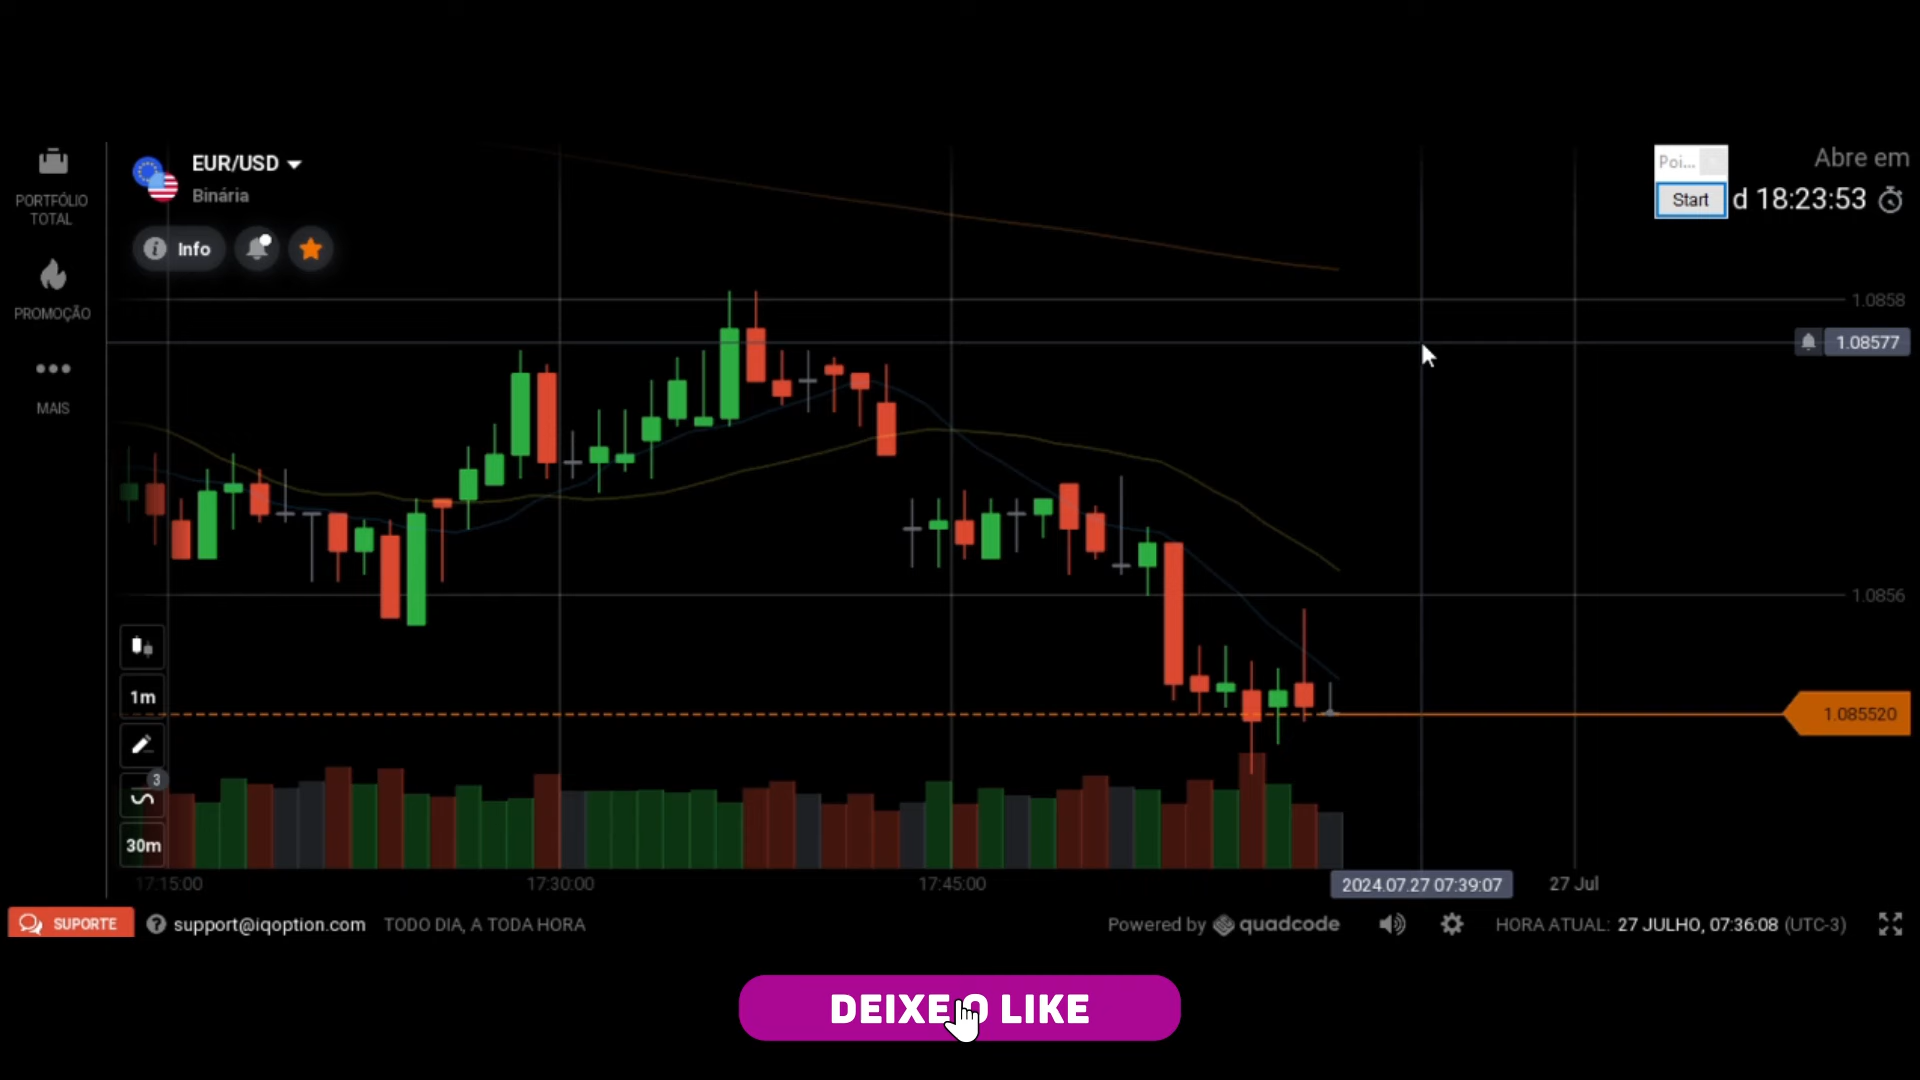 EUR/USD
Binária
Info
PORTFÓLIO
TOTAL
PROMOÇÃO
MAIS
Poi...
Start
Abre em
d 18:23:53
1.0858
1.08577
1.0856
1.085520
1m
3
30m
17:15:00
17:30:00
17:45:00
2024.07.27 07:39:07
27 Jul
SUPORTE
? support@iqoption.com
TODO DIA, A TODA HORA
Powered by quadcode
HORA ATUAL: 27 JULHO, 07:36:08 (UTC-3)
DEIXE O LIKE